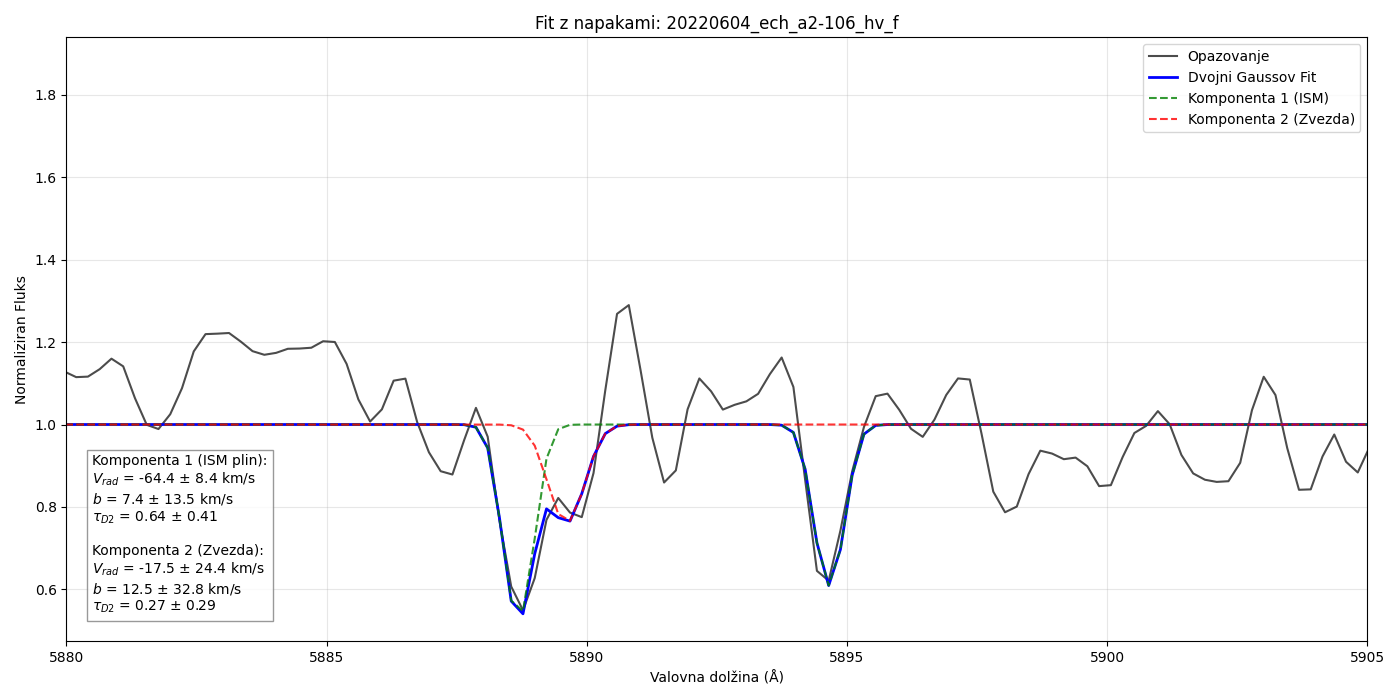 Fit z napakami: 20220604_ech_a2-106_hv_f
Normaliziran Fluks
1.8
1.6
1.4
1.2
1.0
0.8
0.6
Opazovanje
Dvojni Gaussov Fit
Komponenta 1 (ISM)
Komponenta 2 (Zvezda)
Komponenta 1 (ISM plin):
V_rad = -64.4 ± 8.4 km/s
b = 7.4 ± 13.5 km/s
τ_D2 = 0.64 ± 0.41
Komponenta 2 (Zvezda):
V_rad = -17.5 ± 24.4 km/s
b = 12.5 ± 32.8 km/s
τ_D2 = 0.27 ± 0.29
5880
5885
5890
5895
5900
5905
Valovna dolžina (Å)